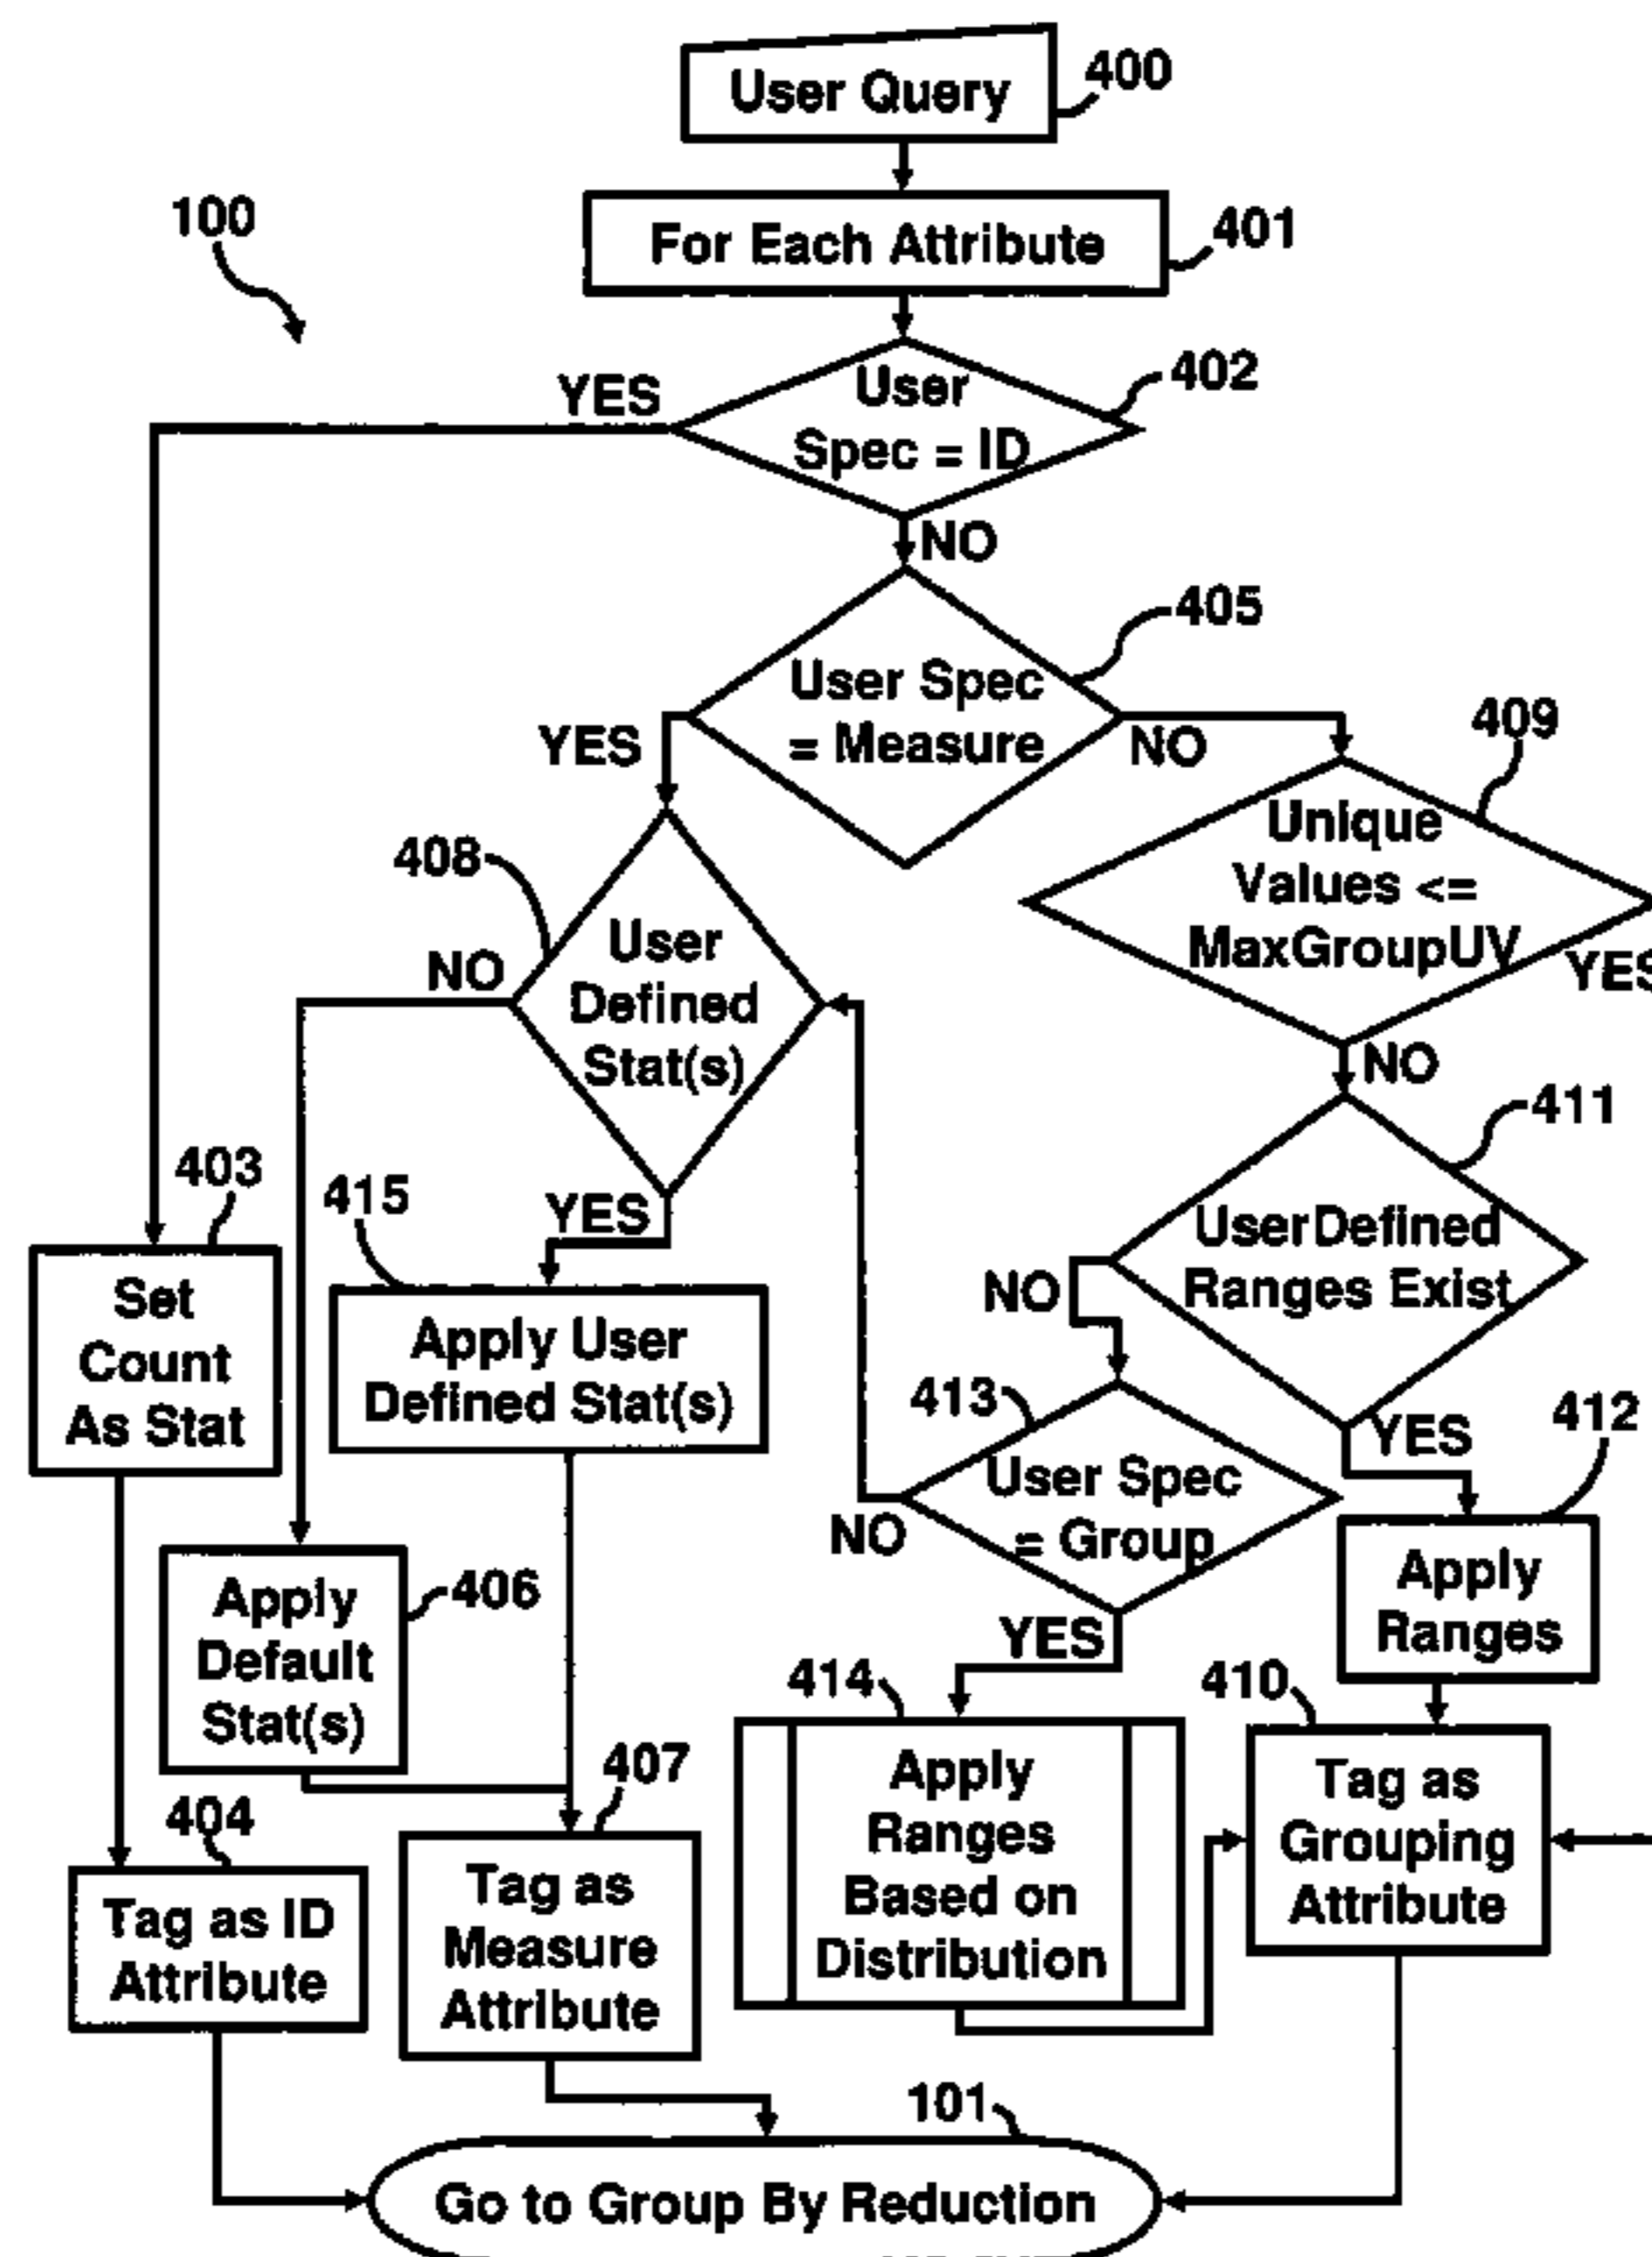 User Query
400
For Each Attribute
401
100
User
Spec = ID
402
YES
NO
User Spec
= Measure
405
YES
NO
Unique
Values <=
MaxGroupUV
409
YES
NO
User
Defined
Stat(s)
408
NO
YES
UserDefined
Ranges Exist
411
NO
YES
Set
Count
As Stat
403
Apply User
Defined Stat(s)
415
User Spec
= Group
413
NO
YES
Apply
Ranges
412
Apply
Default
Stat(s)
406
Apply
Ranges
Based on
Distribution
414
Tag as
Grouping
Attribute
410
Tag as ID
Attribute
404
Tag as
Measure
Attribute
407
101
Go to Group By Reduction